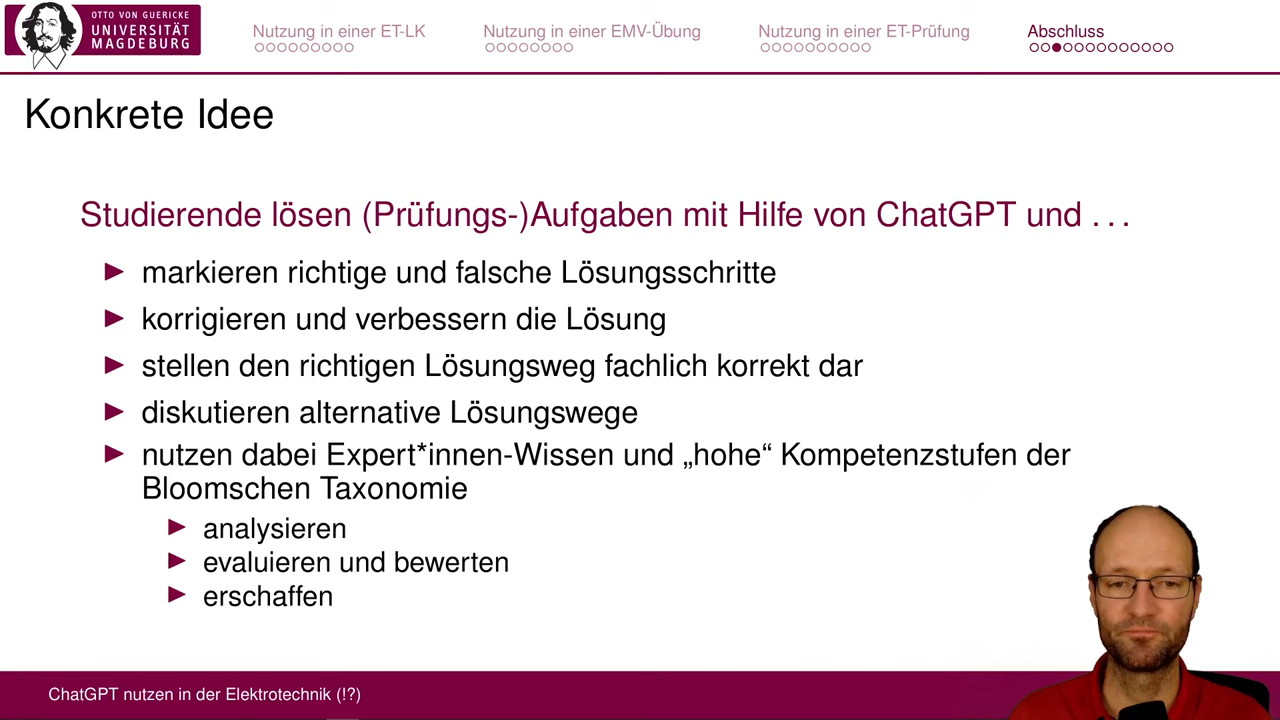 OTTO VON GUERICKE
UNIVERSITÄT
MAGDEBURG
Nutzung in einer ET-LK
Nutzung in einer EMV-Übung
Nutzung in einer ET-Prüfung
Abschluss
Konkrete Idee
Studierende lösen (Prüfungs-)Aufgaben mit Hilfe von ChatGPT und . . .
markieren richtige und falsche Lösungsschritte
korrigieren und verbessern die Lösung
stellen den richtigen Lösungsweg fachlich korrekt dar
diskutieren alternative Lösungswege
nutzen dabei Expert*innen-Wissen und „hohe“ Kompetenzstufen der
Bloomschen Taxonomie
analysieren
evaluieren und bewerten
erschaffen
ChatGPT nutzen in der Elektrotechnik (!?)